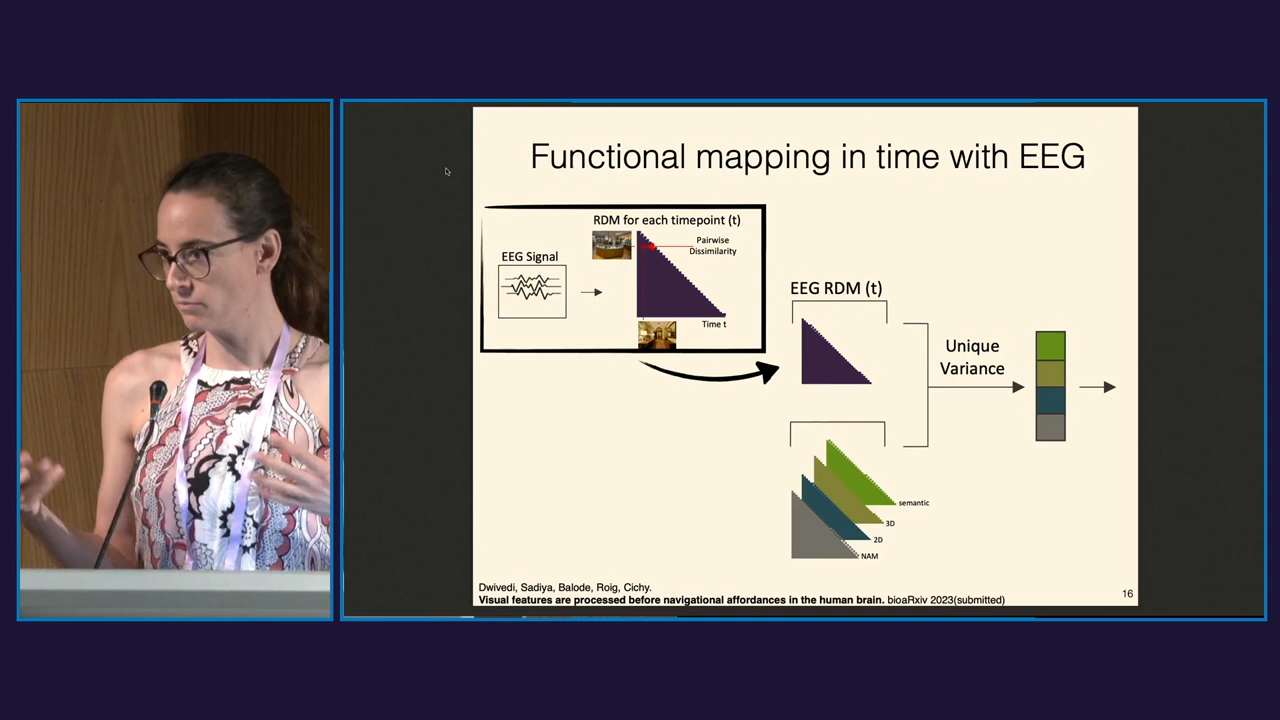 Functional mapping in time with EEG
RDM for each timepoint (t)
Pairwise
Dissimilarity
EEG Signal
Time t
EEG RDM (t)
Unique
Variance
semantic
3D
2D
NAM
Dwivedi, Sadiya, Balode, Roig, Cichy.
Visual features are processed before navigational affordances in the human brain. bioaRxiv 2023(submitted)
16